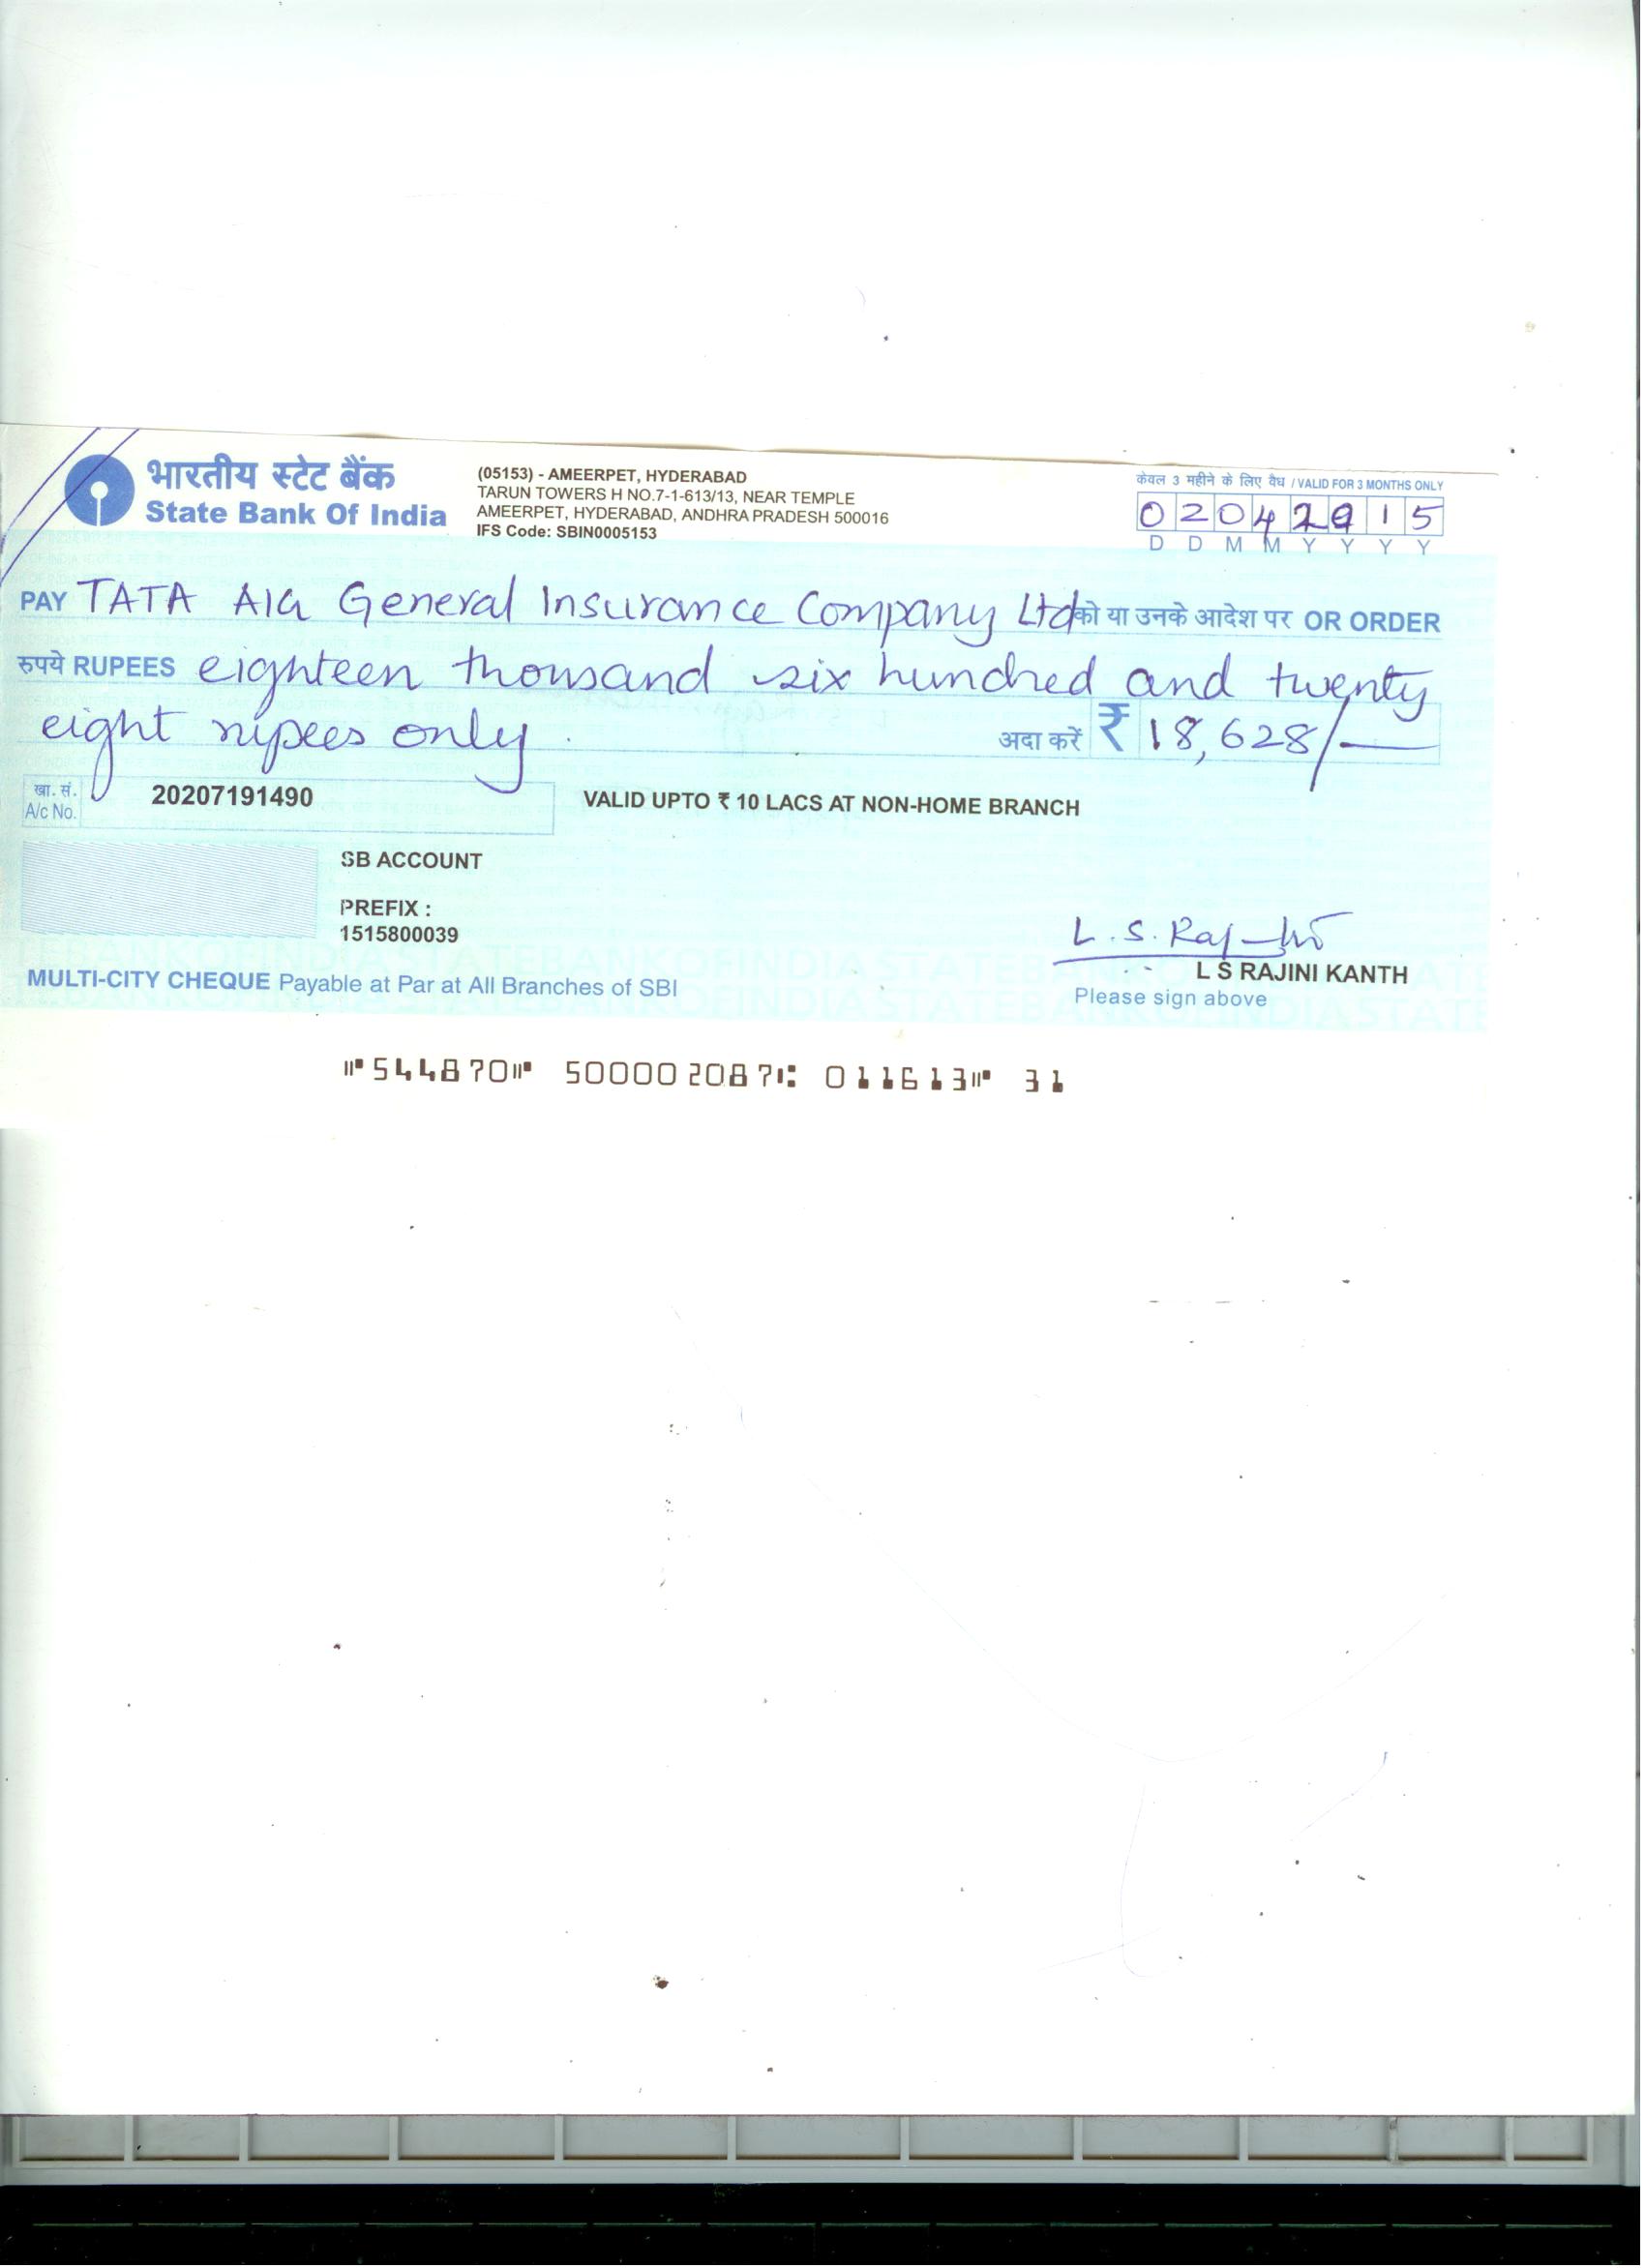 भारतीय स्टेट बैंक
State Bank Of India
(05153) - AMEERPET, HYDERABAD
TARUN TOWERS H NO.7-1-613/13, NEAR TEMPLE
AMEERPET, HYDERABAD, ANDHRA PRADESH 500016
IFS Code: SBIN0005153
केवल 3 महीने के लिए वैध / VALID FOR 3 MONTHS ONLY
0 2 0 4 2 0 1 5
D D M M Y Y Y Y
PAY TATA AIG General Insurance Company Ltd को या उनके आदेश पर OR ORDER
रुपये RUPEES eighteen thousand six hundred and twenty
eight rupees only.
अदा करें ₹ 18,628/-
खा. सं.
A/c No.
20207191490
VALID UPTO ₹ 10 LACS AT NON-HOME BRANCH
SB ACCOUNT
PREFIX :
1515800039
L.S. Raj
L S RAJINI KANTH
Please sign above
MULTI-CITY CHEQUE Payable at Par at All Branches of SBI
⑈544870⑈ 500002087⑆ 011613⑈ 31